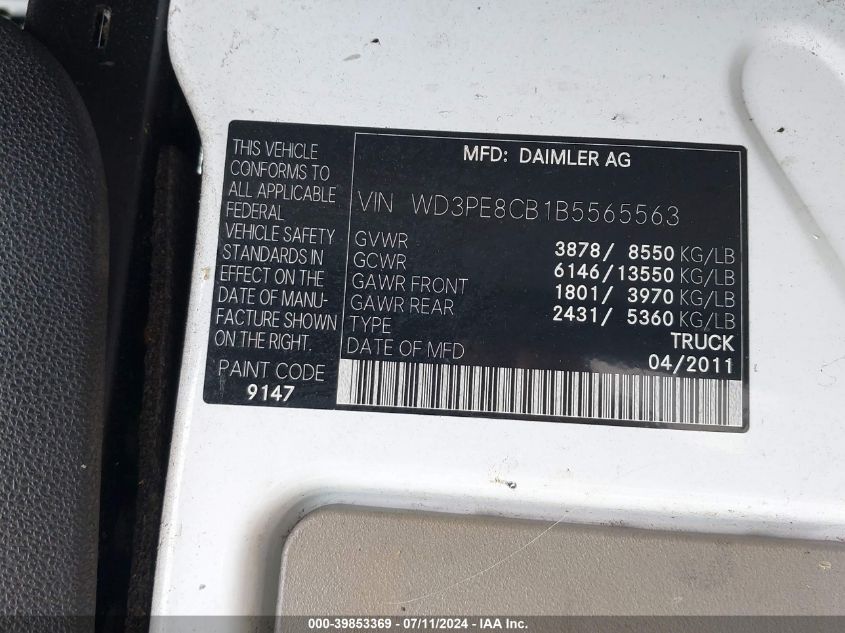 THIS VEHICLE
CONFORMS TO
ALL APPLICABLE
FEDERAL
VEHICLE SAFETY
STANDARDS IN
EFFECT ON THE
DATE OF MANU-
FACTURE SHOWN
ON THE RIGHT.
PAINT CODE
9147
MFD: DAIMLER AG
VIN WD3PE8CB1B5565563
GVWR 3878/ 8550 KG/LB
GCWR 6146/13550 KG/LB
GAWR FRONT 1801/ 3970 KG/LB
GAWR REAR 2431/ 5360 KG/LB
TYPE TRUCK
DATE OF MFD 04/2011
000-39853369 - 07/11/2024 - IAA Inc.